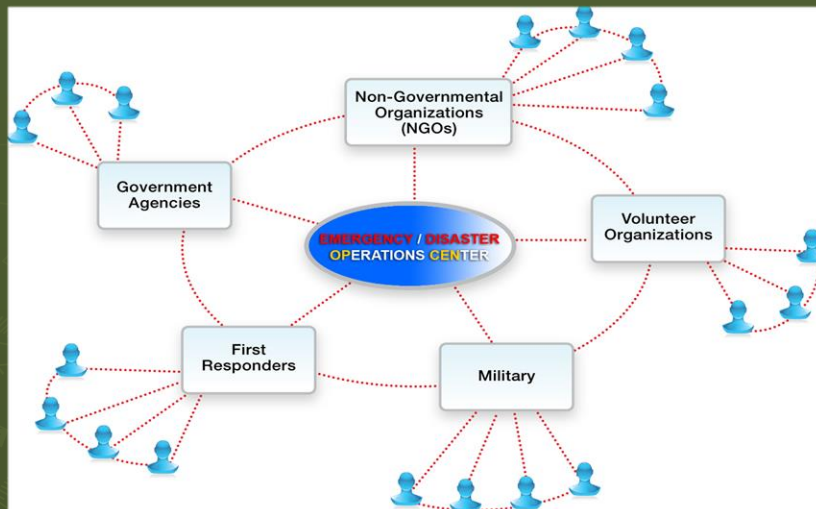 Non-Governmental
Organizations
(NGOs)
Government
Agencies
Volunteer
Organizations
EMERGENCY / DISASTER
OPERATIONS CENTER
First
Responders
Military